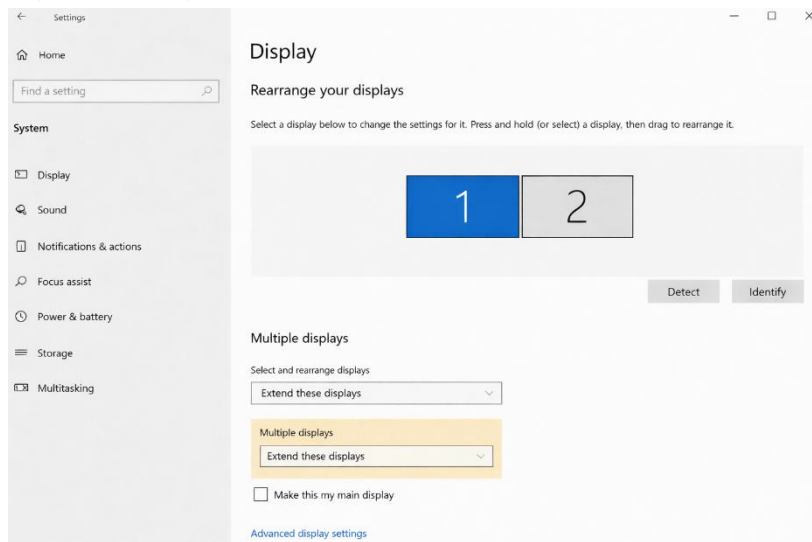 Settings
Home
Find a setting
System
Display
Sound
Notifications & actions
Focus assist
Power & battery
Storage
Multitasking
Display
Rearrange your displays
Select a display below to change the settings for it. Press and hold (or select) a display, then drag to rearrange it.
1
2
Detect
Identify
Multiple displays
Select and rearrange displays
Extend these displays
Multiple displays
Extend these displays
Make this my main display
Advanced display settings